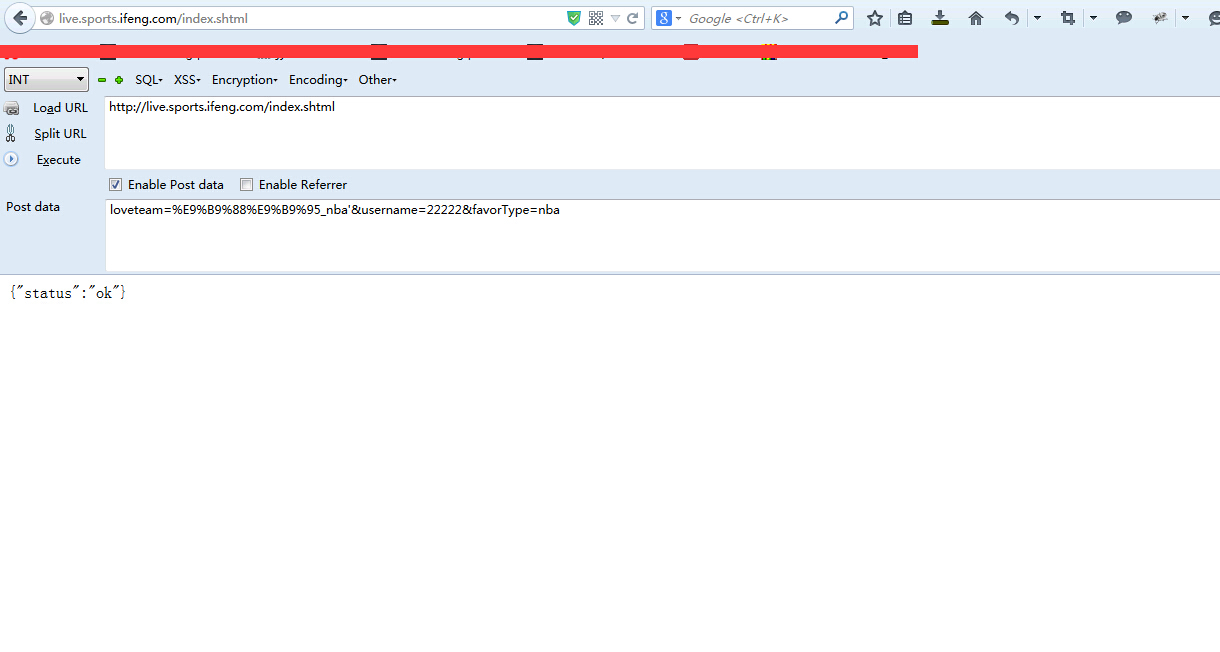 live.sports.ifeng.com/index.shtml
8
Google <Ctrl+K>
INT
SQL
XSS
Encryption
Encoding
Other
Load URL
http://live.sports.ifeng.com/index.shtml
Split URL
Execute
Enable Post data
Enable Referrer
Post data
loveteam=%E9%B9%88%E9%B9%95_nba'&username=22222&favorType=nba
{"status":"ok"}